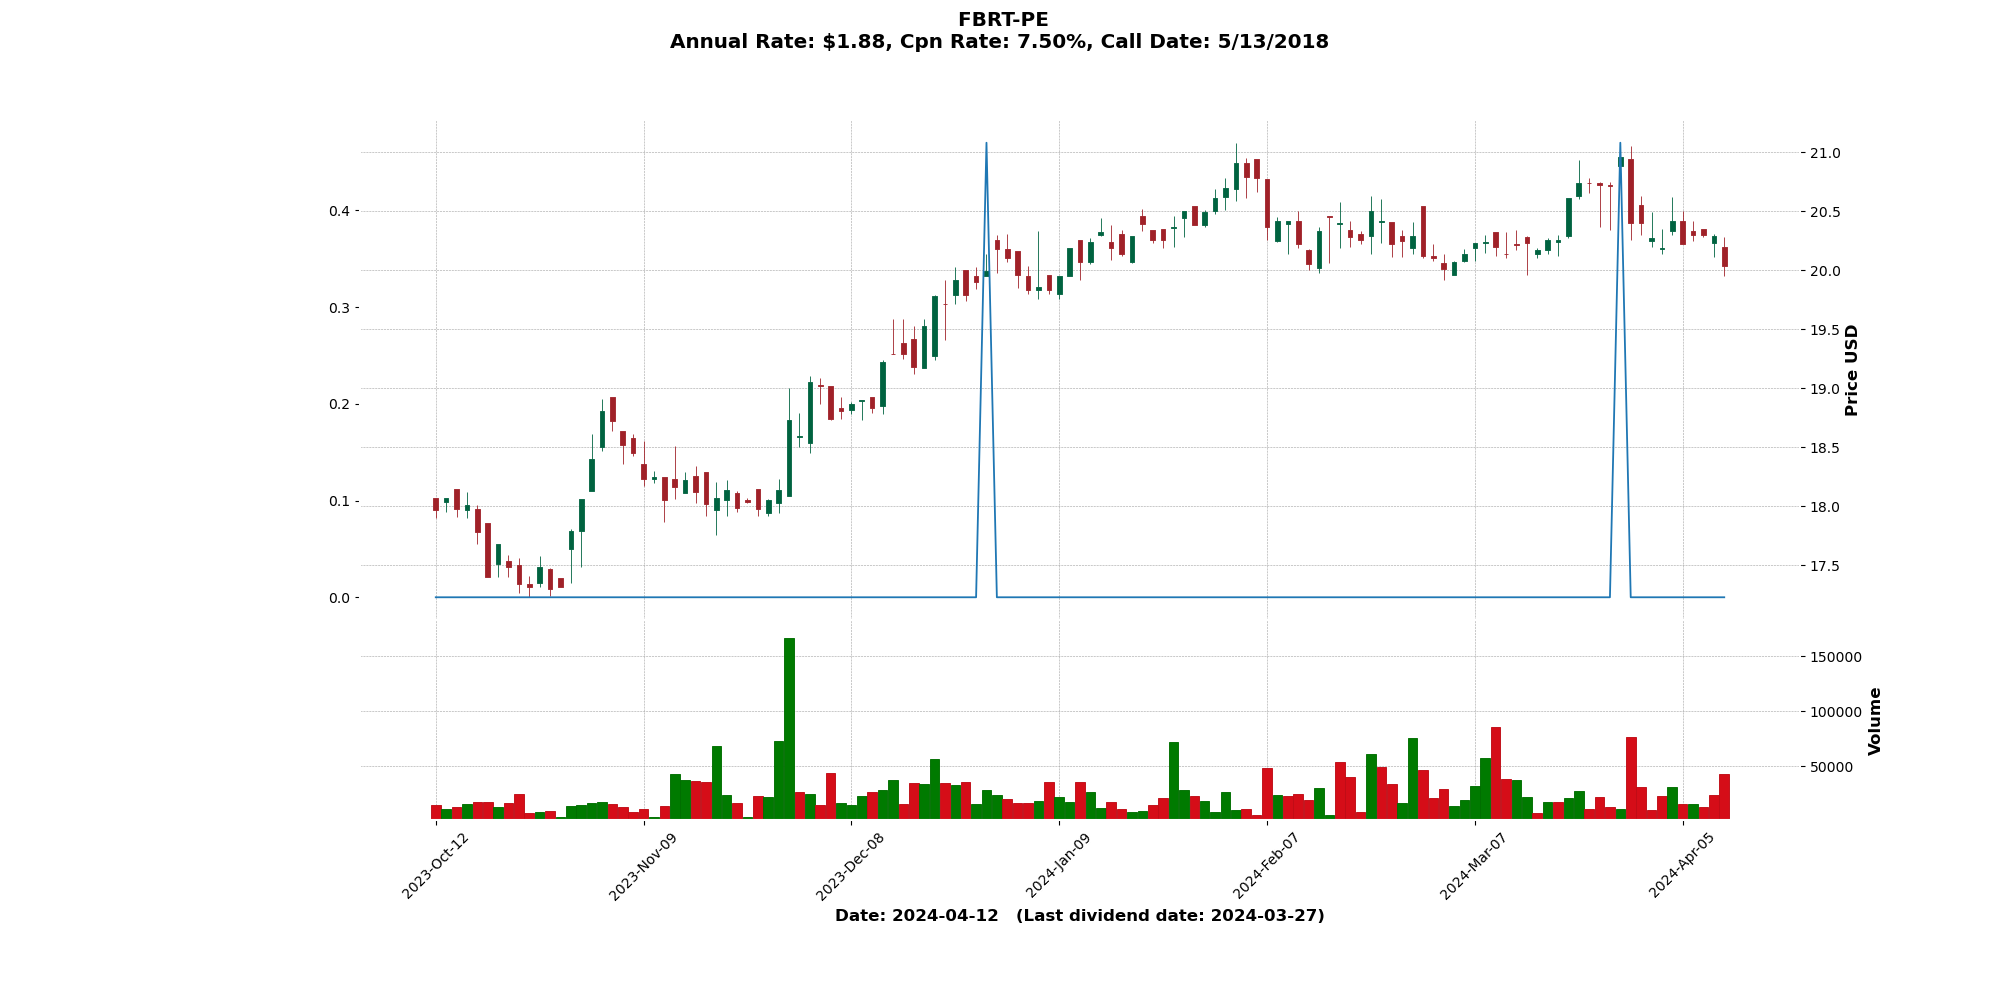 FBRT-PE
Annual Rate: $1.88, Cpn Rate: 7.50%, Call Date: 5/13/2018
0.4
0.3
0.2
0.1
0.0
21.0
20.5
20.0
19.5
19.0
18.5
18.0
17.5
Price USD
150000
100000
50000
Volume
2023-Oct-12
2023-Nov-09
2023-Dec-08
2024-Jan-09
2024-Feb-07
2024-Mar-07
2024-Apr-05
Date: 2024-04-12 (Last dividend date: 2024-03-27)